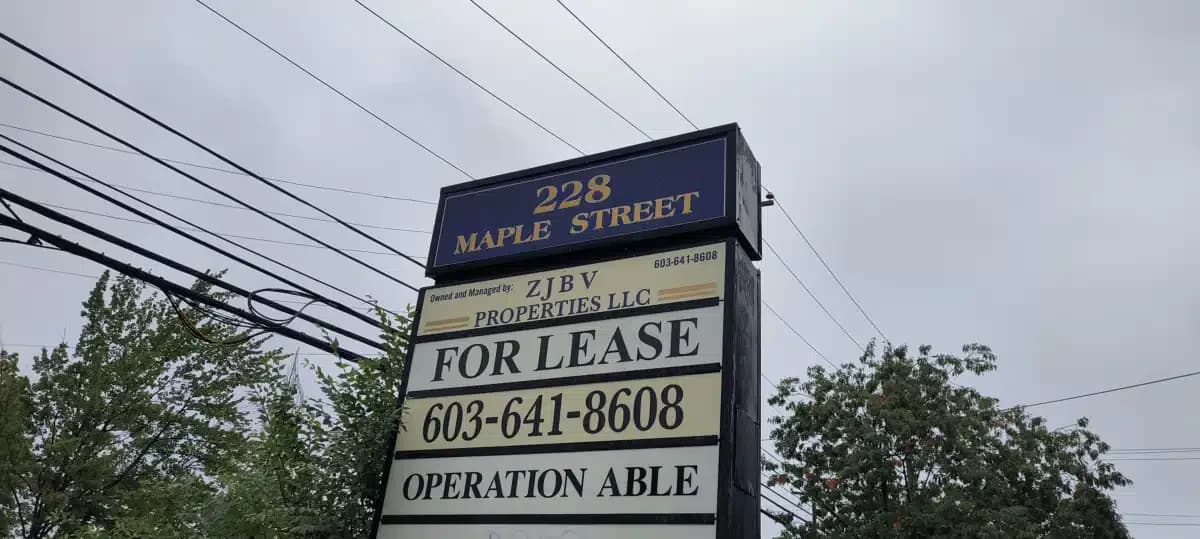 228
MAPLE STREET
603-641-8608
Owned and Managed by: ZJBV
PROPERTIES LLC
FOR LEASE
603-641-8608
OPERATION ABLE